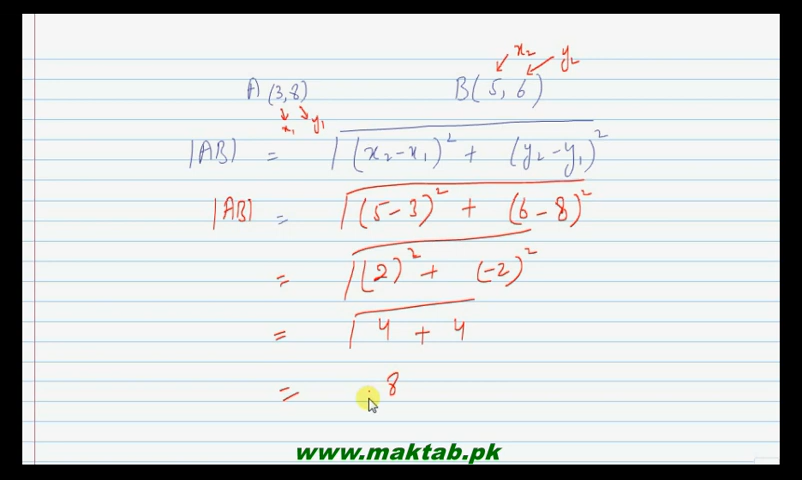 x₂ y₂
A (3,8) B(5, 6)
x₁ y₁
|AB| = √(x₂-x₁)² + (y₂-y₁)²
|AB| = √(5-3)² + (6-8)²
= √(2)² + (-2)²
= √4 + 4
= 8
www.maktab.pk